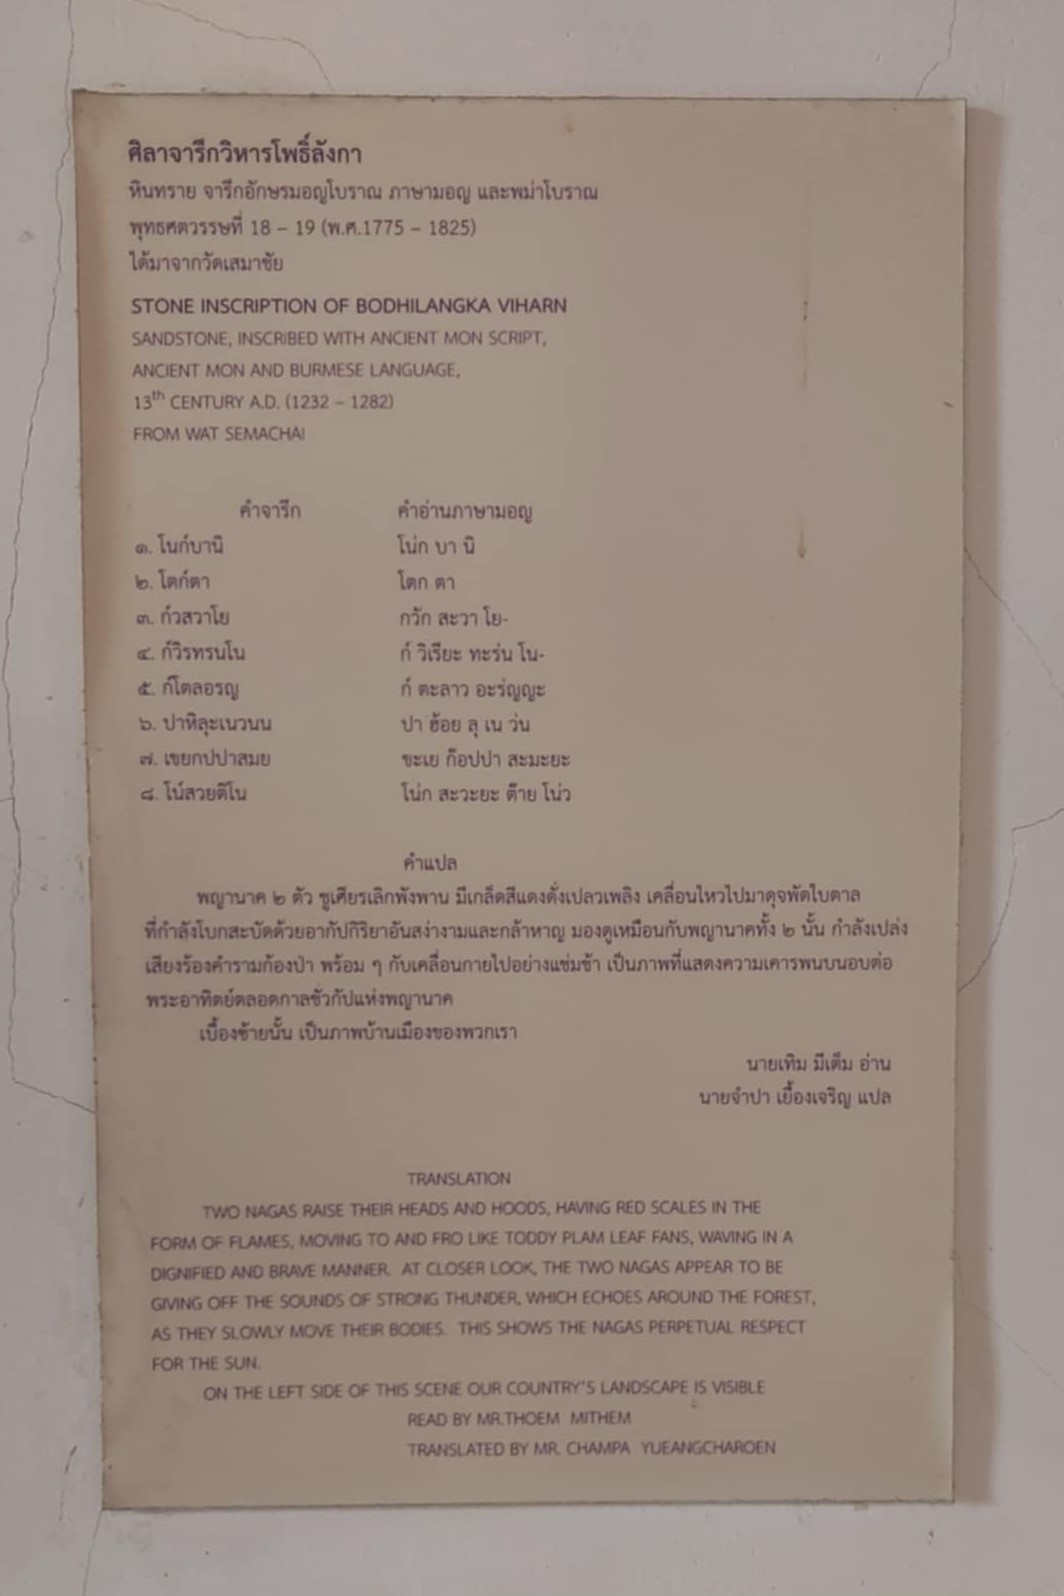 ศิลาจารึกวิหารโพธิ์ลังกา
หินทราย จารึกอักษรมอญโบราณ ภาษามอญ และพม่าโบราณ
พุทธศตวรรษที่ 18 – 19 (พ.ศ.1775 – 1825)
ได้มาจากวัดเสมาชัย
STONE INSCRIPTION OF BODHILANGKA VIHARN
SANDSTONE, INSCRIBED WITH ANCIENT MON SCRIPT,
ANCIENT MON AND BURMESE LANGUAGE,
13th CENTURY A.D. (1232 – 1282)
FROM WAT SEMACHAI
คำจารึก คำอ่านภาษามอญ
๑. โนก์บานิ โน่ก บา นิ
๒. โตก์ตา โตก ตา
๓. ก์วสวาโย กวัก สะวา โย-
๔. ก์วิรทรนโน ก์ วิเรียะ ทะร่น โน-
๕. ก์โตลอรญ ก์ ตะลาว อะร่ญญะ
๖. ปาหิลุะเนวนน ปา ฮ้อย ลุ เน ว่น
๗. เขยกปปาสมย ขะเย ก๊อปปา สะมะยะ
๘. โน์สวยติโน โน่ก สะวะยะ ต๊าย โน่ว
คำแปล
พญานาค ๒ ตัว ชูเศียรเลิกพังพาน มีเกล็ดสีแดงดั่งเปลวเพลิง เคลื่อนไหวไปมาดุจพัดใบตาล
ที่กำลังโบกสะบัดด้วยอากัปกิริยาอันสง่างามและกล้าหาญ มองดูเหมือนกับพญานาคทั้ง ๒ นั้น กำลังเปล่ง
เสียงร้องคำรามก้องป่า พร้อม ๆ กับเคลื่อนกายไปอย่างแช่มช้า เป็นภาพที่แสดงความเคารพนบนอบต่อ
พระอาทิตย์ตลอดกาลชั่วกัปแห่งพญานาค
เบื้องซ้ายนั้น เป็นภาพบ้านเมืองของพวกเรา
นายเทิม มีเต็ม อ่าน
นายจำปา เยื้องเจริญ แปล
TRANSLATION
TWO NAGAS RAISE THEIR HEADS AND HOODS, HAVING RED SCALES IN THE
FORM OF FLAMES, MOVING TO AND FRO LIKE TODDY PLAM LEAF FANS, WAVING IN A
DIGNIFIED AND BRAVE MANNER. AT CLOSER LOOK, THE TWO NAGAS APPEAR TO BE
GIVING OFF THE SOUNDS OF STRONG THUNDER, WHICH ECHOES AROUND THE FOREST,
AS THEY SLOWLY MOVE THEIR BODIES. THIS SHOWS THE NAGAS PERPETUAL RESPECT
FOR THE SUN.
ON THE LEFT SIDE OF THIS SCENE OUR COUNTRY'S LANDSCAPE IS VISIBLE
READ BY MR.THOEM MITHEM
TRANSLATED BY MR. CHAMPA YUEANGCHAROEN